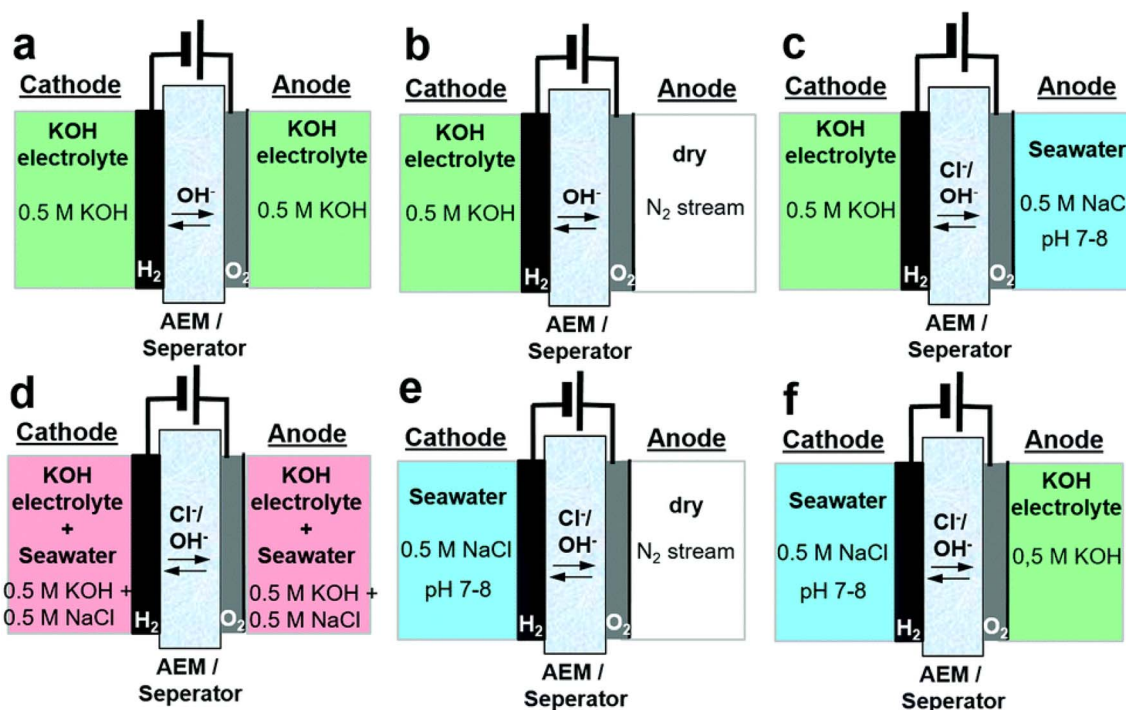 a
Cathode
Anode
KOH
electrolyte
0.5 M KOH
OH-
KOH
electrolyte
0.5 M KOH
H2
O2
AEM /
Seperator
b
Cathode
Anode
KOH
electrolyte
0.5 M KOH
OH-
dry
N2 stream
H2
O2
AEM /
Seperator
c
Cathode
Anode
KOH
electrolyte
0.5 M KOH
Cl-/
OH-
Seawater
0.5 M NaC
pH 7-8
H2
O2
AEM /
Seperator
d
Cathode
Anode
KOH
electrolyte
+
Seawater
0.5 M KOH +
0.5 M NaCl
Cl-/
OH-
KOH
electrolyte
+
Seawater
0.5 M KOH +
0.5 M NaCl
H2
O2
AEM /
Seperator
e
Cathode
Anode
Seawater
0.5 M NaCl
pH 7-8
Cl-/
OH-
dry
N2 stream
H2
O2
AEM /
Seperator
f
Cathode
Anode
Seawater
0.5 M NaCl
pH 7-8
Cl-/
OH-
KOH
electrolyte
0,5 M KOH
H2
O2
AEM /
Seperator